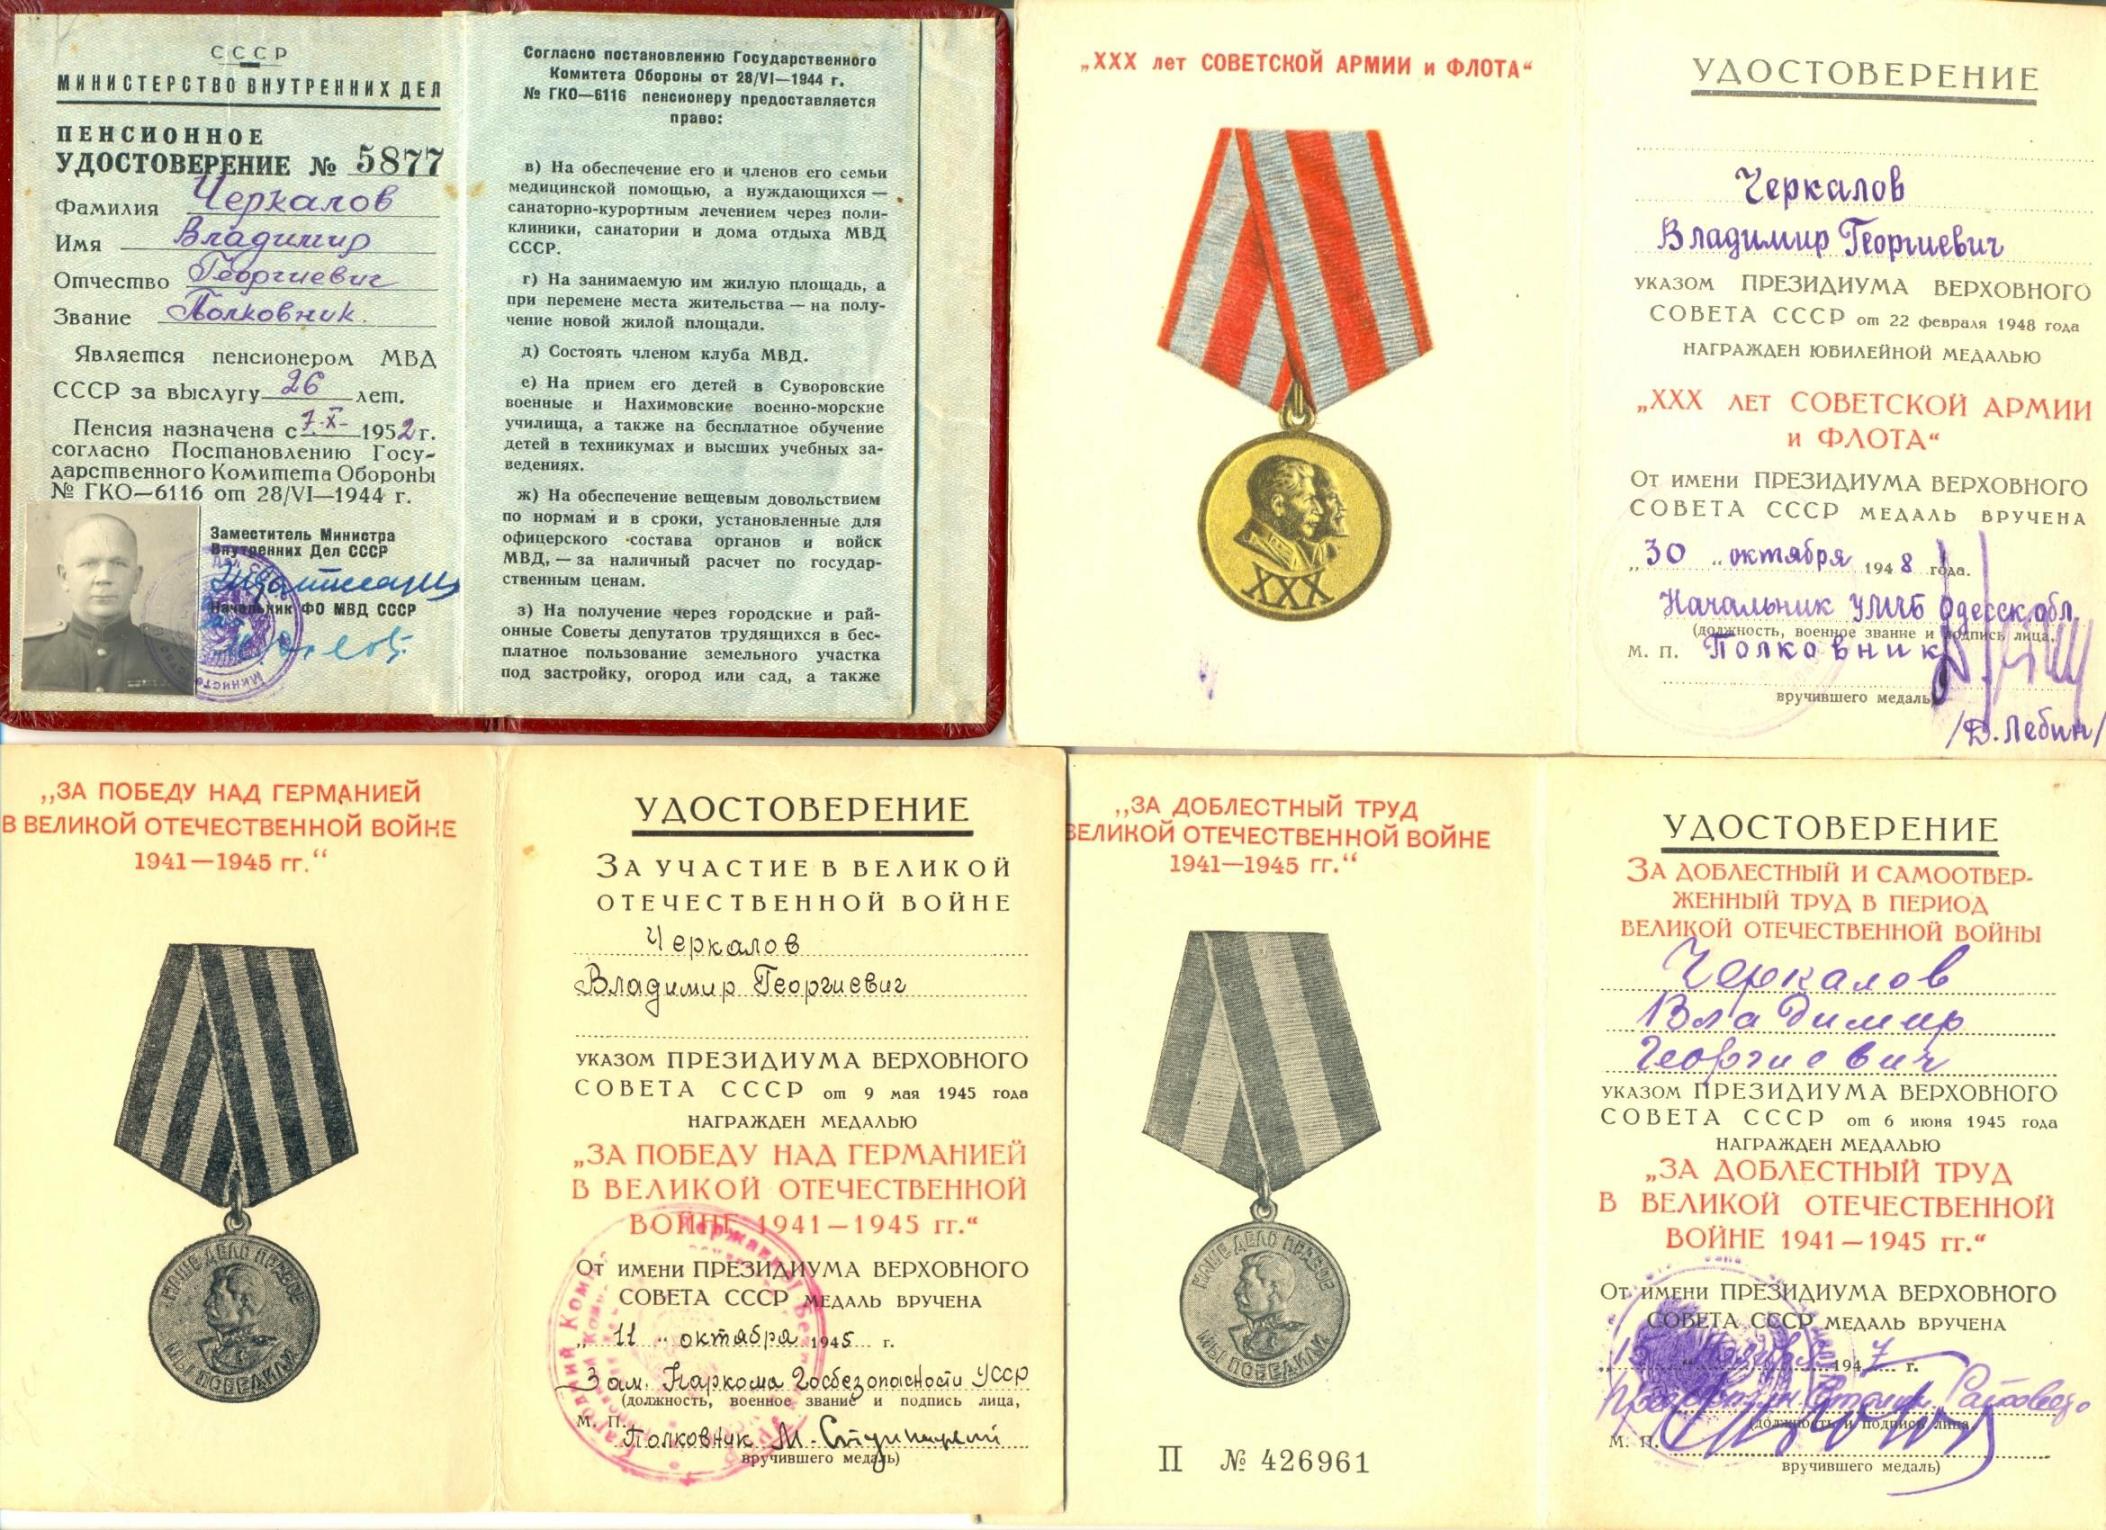 СССР
МИНИСТЕРСТВО ВНУТРЕННИХ ДЕЛ
ПЕНСИОННОЕ
УДОСТОВЕРЕНИЕ № 5877
Фамилия Черкалов
Имя Владимир
Отчество Георгиевич
Звание Полковник.
Является пенсионером МВД
СССР за выслугу 26 лет.
Пенсия назначена с 7-X- 1952 г.
согласно Постановлению Госу-
дарственного Комитета Обороны
№ ГКО—6116 от 28/VI—1944 г.
Заместитель Министра
Внутренних Дел СССР
Начальник ФО МВД СССР
Согласно постановлению Государственного
Комитета Обороны от 28/VI—1944 г.
№ ГКО—6116 пенсионеру предоставляется
право:
в) На обеспечение его и членов его семьи
медицинской помощью, а нуждающихся —
санаторно-курортным лечением через поли-
клиники, санатории и дома отдыха МВД
СССР.
г) На занимаемую им жилую площадь, а
при перемене места жительства — на полу-
чение новой жилой площади.
д) Состоять членом клуба МВД.
е) На прием его детей в Суворовские
военные и Нахимовские военно-морские
училища, а также на бесплатное обучение
детей в техникумах и высших учебных за-
ведениях.
ж) На обеспечение вещевым довольствием
по нормам и в сроки, установленные для
офицерского состава органов и войск
МВД, — за наличный расчет по государ-
ственным ценам.
з) На получение через городские и рай-
онные Советы депутатов трудящихся в бес-
платное пользование земельного участка
под застройку, огород или сад, а также
„XXX лет СОВЕТСКОЙ АРМИИ и ФЛОТА“
XXX
УДОСТОВЕРЕНИЕ
Черкалов
Владимир Георгиевич
указом ПРЕЗИДИУМА ВЕРХОВНОГО
СОВЕТА СССР от 22 февраля 1948 года
НАГРАЖДЕН ЮБИЛЕЙНОЙ МЕДАЛЬЮ
„XXX лет СОВЕТСКОЙ АРМИИ
и ФЛОТА“
От имени ПРЕЗИДИУМА ВЕРХОВНОГО
СОВЕТА СССР МЕДАЛЬ ВРУЧЕНА
„30 „ октября 1948 года.
Начальник УМГБ Одесск.обл.
(должность, военное звание и подпись лица,
М. П. Полковник
вручившего медаль)
/Д.Лебин/
„ЗА ПОБЕДУ НАД ГЕРМАНИЕЙ
В ВЕЛИКОЙ ОТЕЧЕСТВЕННОЙ ВОЙНЕ
1941—1945 гг.“
НАШЕ ДЕЛО ПРАВОЕ
МЫ ПОБЕДИЛИ
УДОСТОВЕРЕНИЕ
ЗА УЧАСТИЕ В ВЕЛИКОЙ
ОТЕЧЕСТВЕННОЙ ВОЙНЕ
Черкалов
Владимир Георгиевич
указом ПРЕЗИДИУМА ВЕРХОВНОГО
СОВЕТА СССР от 9 мая 1945 года
НАГРАЖДЕН МЕДАЛЬЮ
„ЗА ПОБЕДУ НАД ГЕРМАНИЕЙ
В ВЕЛИКОЙ ОТЕЧЕСТВЕННОЙ
ВОЙНЕ 1941—1945 гг.“
От имени ПРЕЗИДИУМА ВЕРХОВНОГО
СОВЕТА СССР МЕДАЛЬ ВРУЧЕНА
„11 „ октября 1945 г.
Зам. Наркома Госбезопасности УССР
(должность, военное звание и подпись лица,
М. П.
Полковник М.
вручившего медаль)
„ЗА ДОБЛЕСТНЫЙ ТРУД
ВЕЛИКОЙ ОТЕЧЕСТВЕННОЙ ВОЙНЕ
1941—1945 гг.“
НАШЕ ДЕЛО ПРАВОЕ
МЫ ПОБЕДИЛИ
П № 426961
УДОСТОВЕРЕНИЕ
ЗА ДОБЛЕСТНЫЙ И САМООТВЕР-
ЖЕННЫЙ ТРУД В ПЕРИОД
ВЕЛИКОЙ ОТЕЧЕСТВЕННОЙ ВОЙНЫ
Черкалов
Владимир
Георгиевич
указом ПРЕЗИДИУМА ВЕРХОВНОГО
СОВЕТА СССР от 6 июня 1945 года
НАГРАЖДЕН МЕДАЛЬЮ
„ЗА ДОБЛЕСТНЫЙ ТРУД
В ВЕЛИКОЙ ОТЕЧЕСТВЕННОЙ
ВОЙНЕ 1941—1945 гг.“
От имени ПРЕЗИДИУМА ВЕРХОВНОГО
СОВЕТА СССР МЕДАЛЬ ВРУЧЕНА
1947 г.
(должность и подпись лица
М. П.
вручившего медаль)